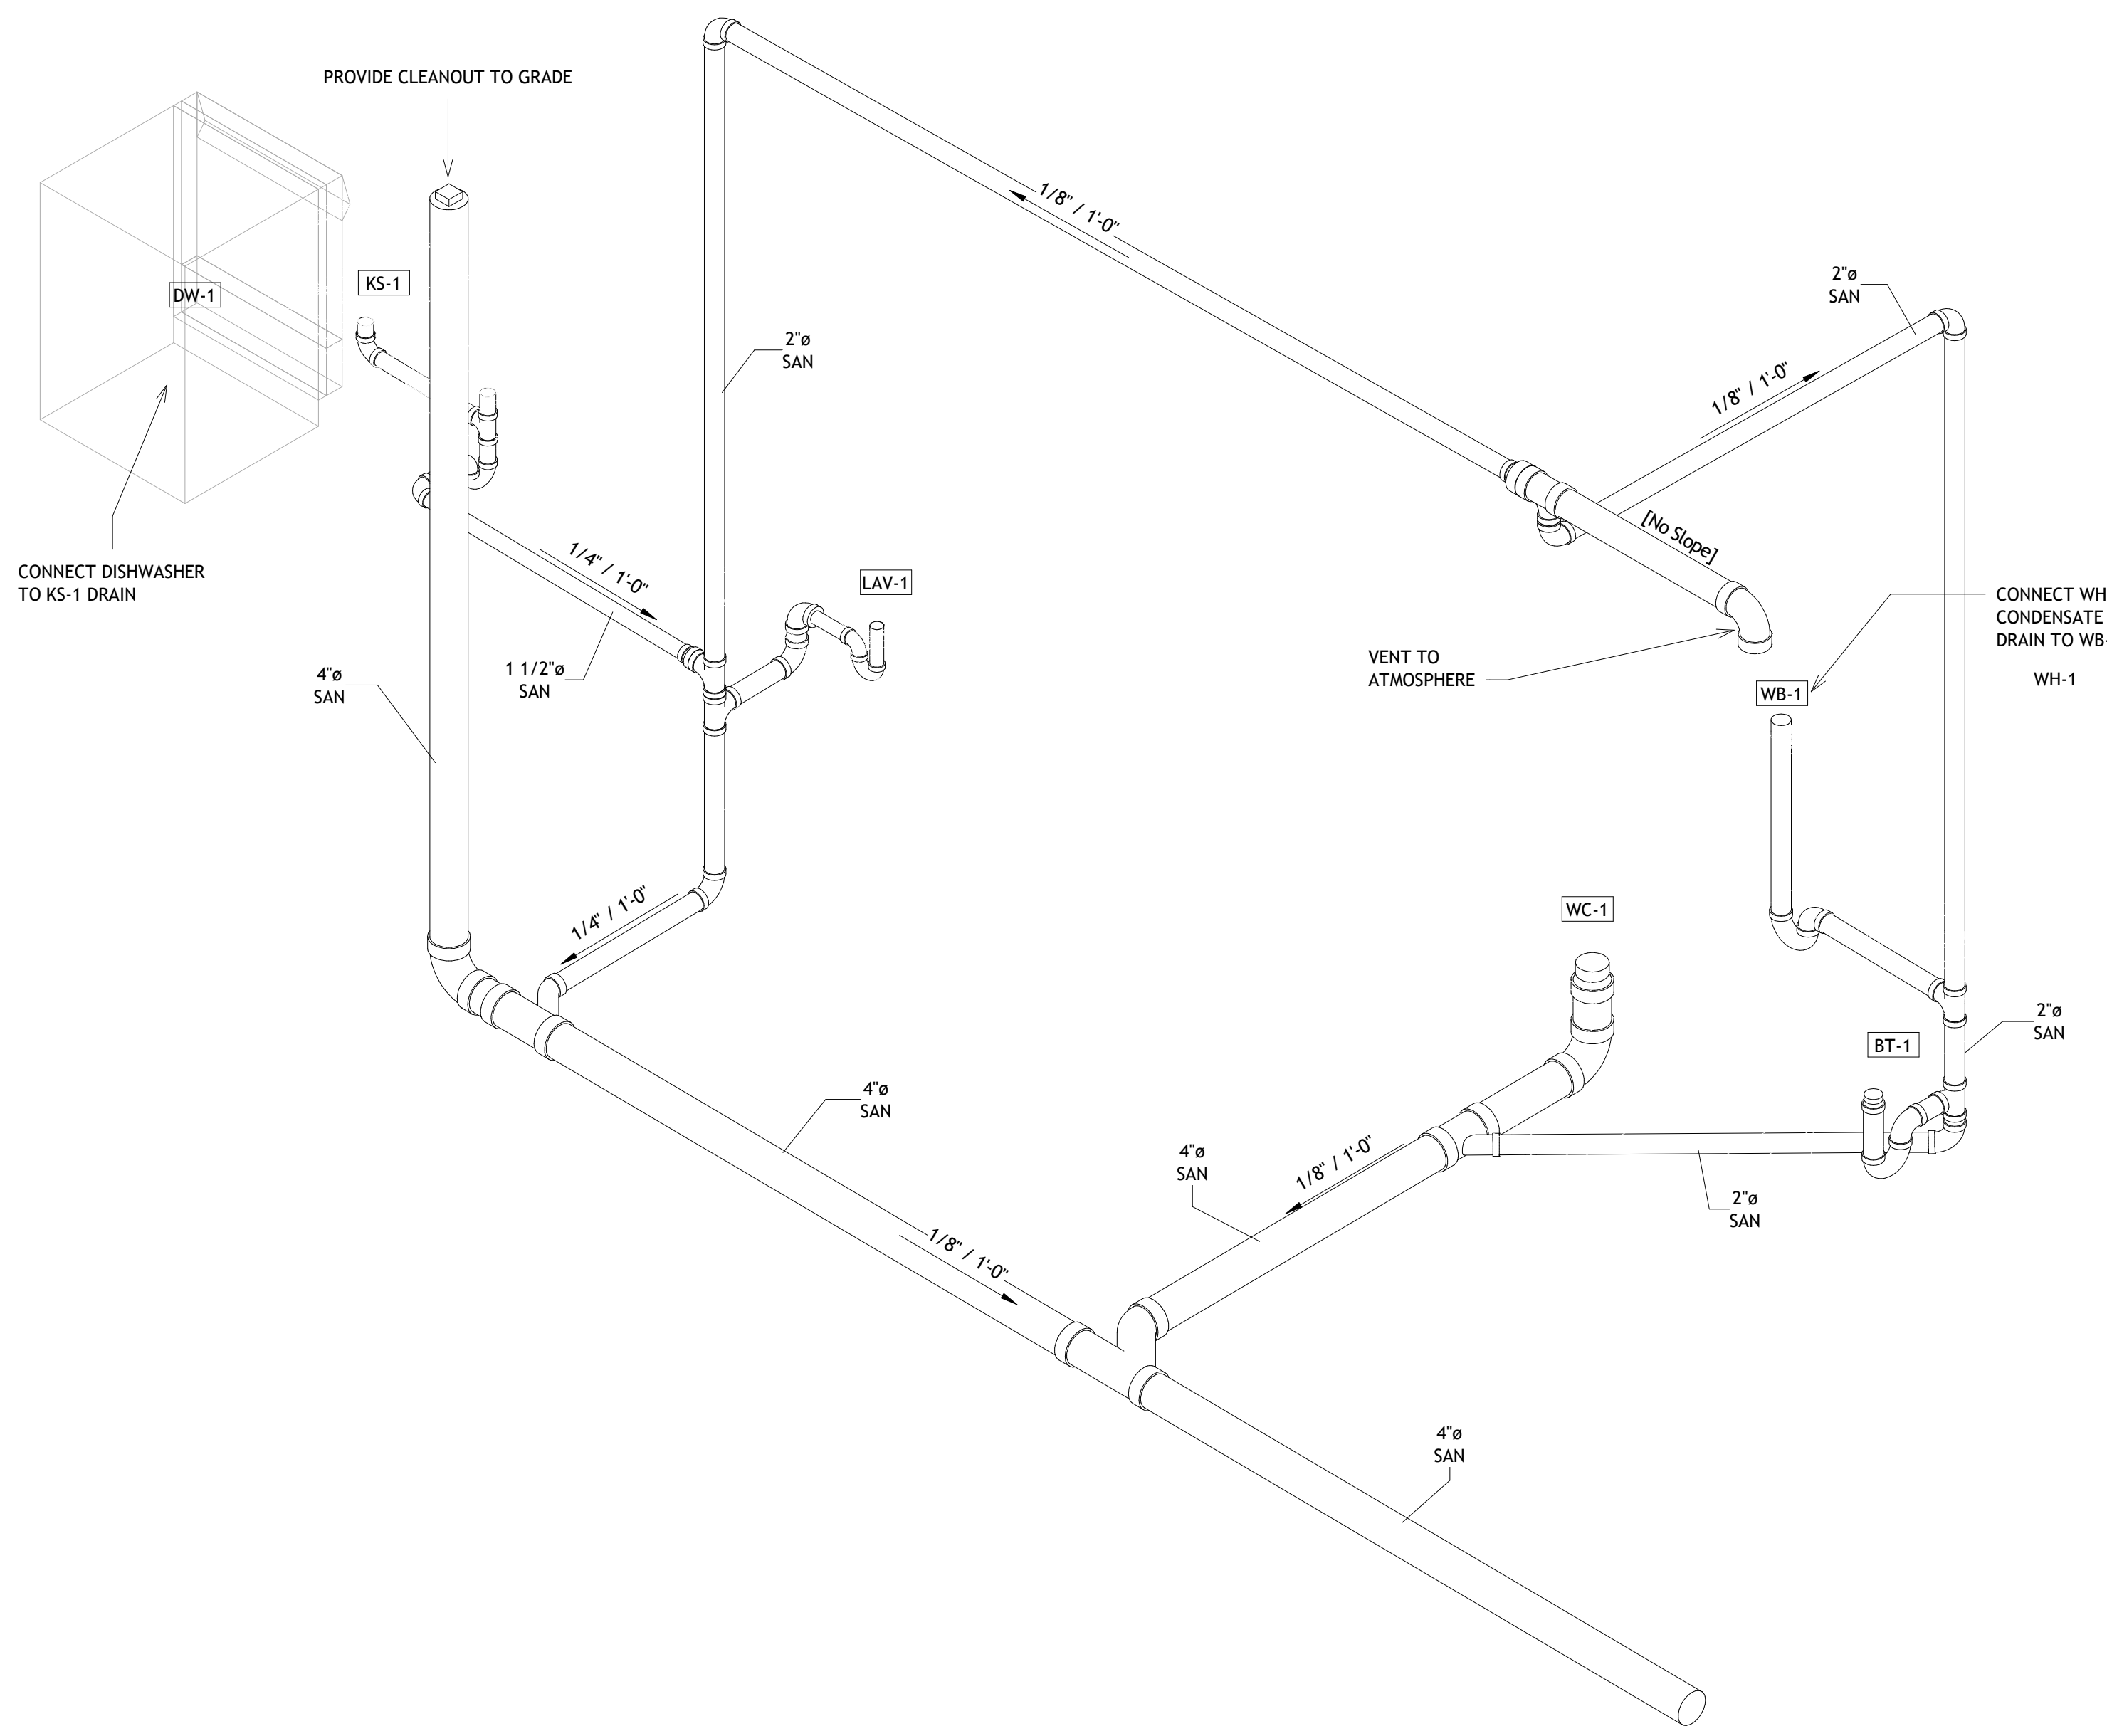 PROVIDE CLEANOUT TO GRADE
1/8" / 1'-0"
2"ø
SAN
KS-1
DW-1
2"ø
SAN
1/8" / 1'-0"
[No Slope]
1/4" / 1'-0"
CONNECT DISHWASHER
TO KS-1 DRAIN
LAV-1
CONNECT WH
CONDENSATE
DRAIN TO WB-
WH-1
1 1/2"ø
SAN
4"ø
SAN
VENT TO
ATMOSPHERE
WB-1
1/4" / 1'-0"
WC-1
2"ø
SAN
BT-1
4"ø
SAN
4"ø
SAN
1/8" / 1'-0"
2"ø
SAN
1/8" / 1'-0"
4"ø
SAN